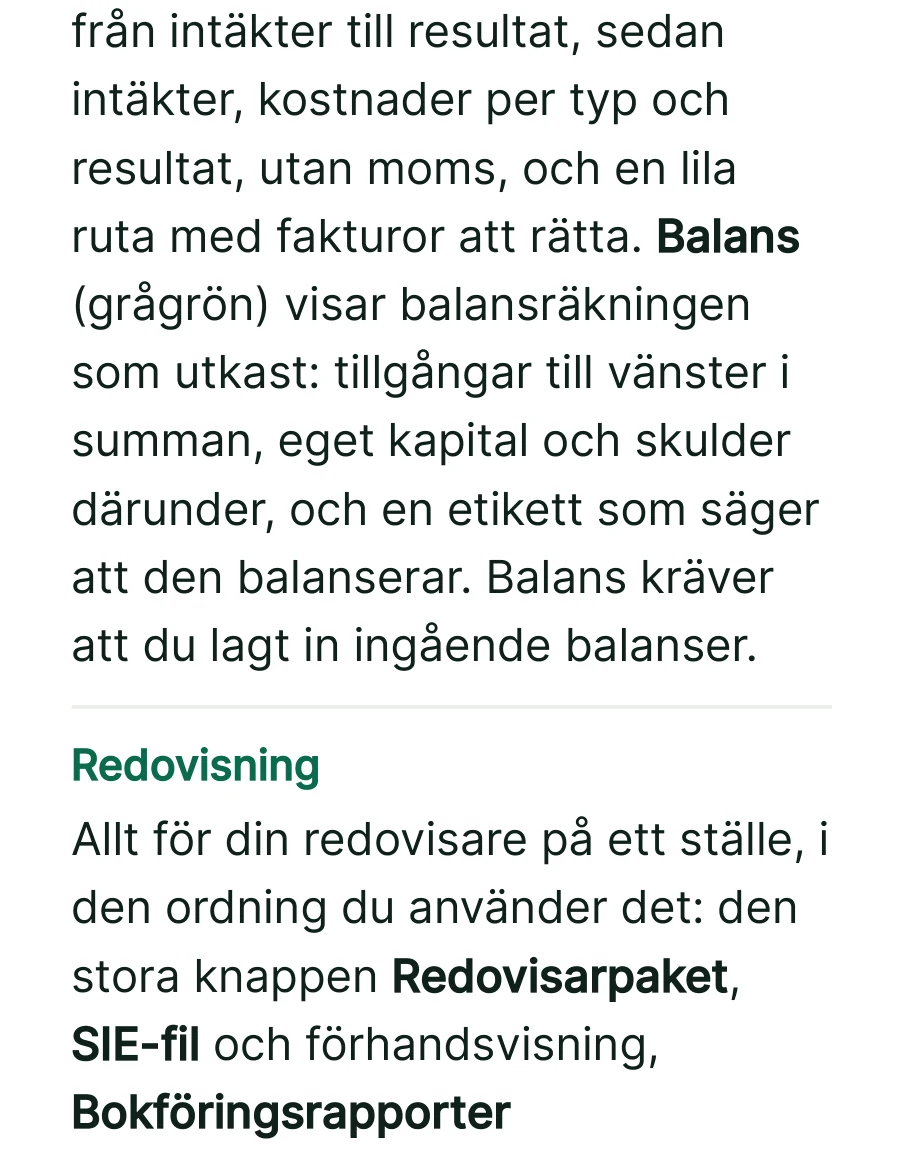 från intäkter till resultat, sedan
intäkter, kostnader per typ och
resultat, utan moms, och en lila
ruta med fakturor att rätta. Balans
(grågrön) visar balansräkningen
som utkast: tillgångar till vänster i
summan, eget kapital och skulder
därunder, och en etikett som säger
att den balanserar. Balans kräver
att du lagt in ingående balanser.
Redovisning
Allt för din redovisare på ett ställe, i
den ordning du använder det: den
stora knappen Redovisarpaket,
SIE-fil och förhandsvisning,
Bokföringsrapporter